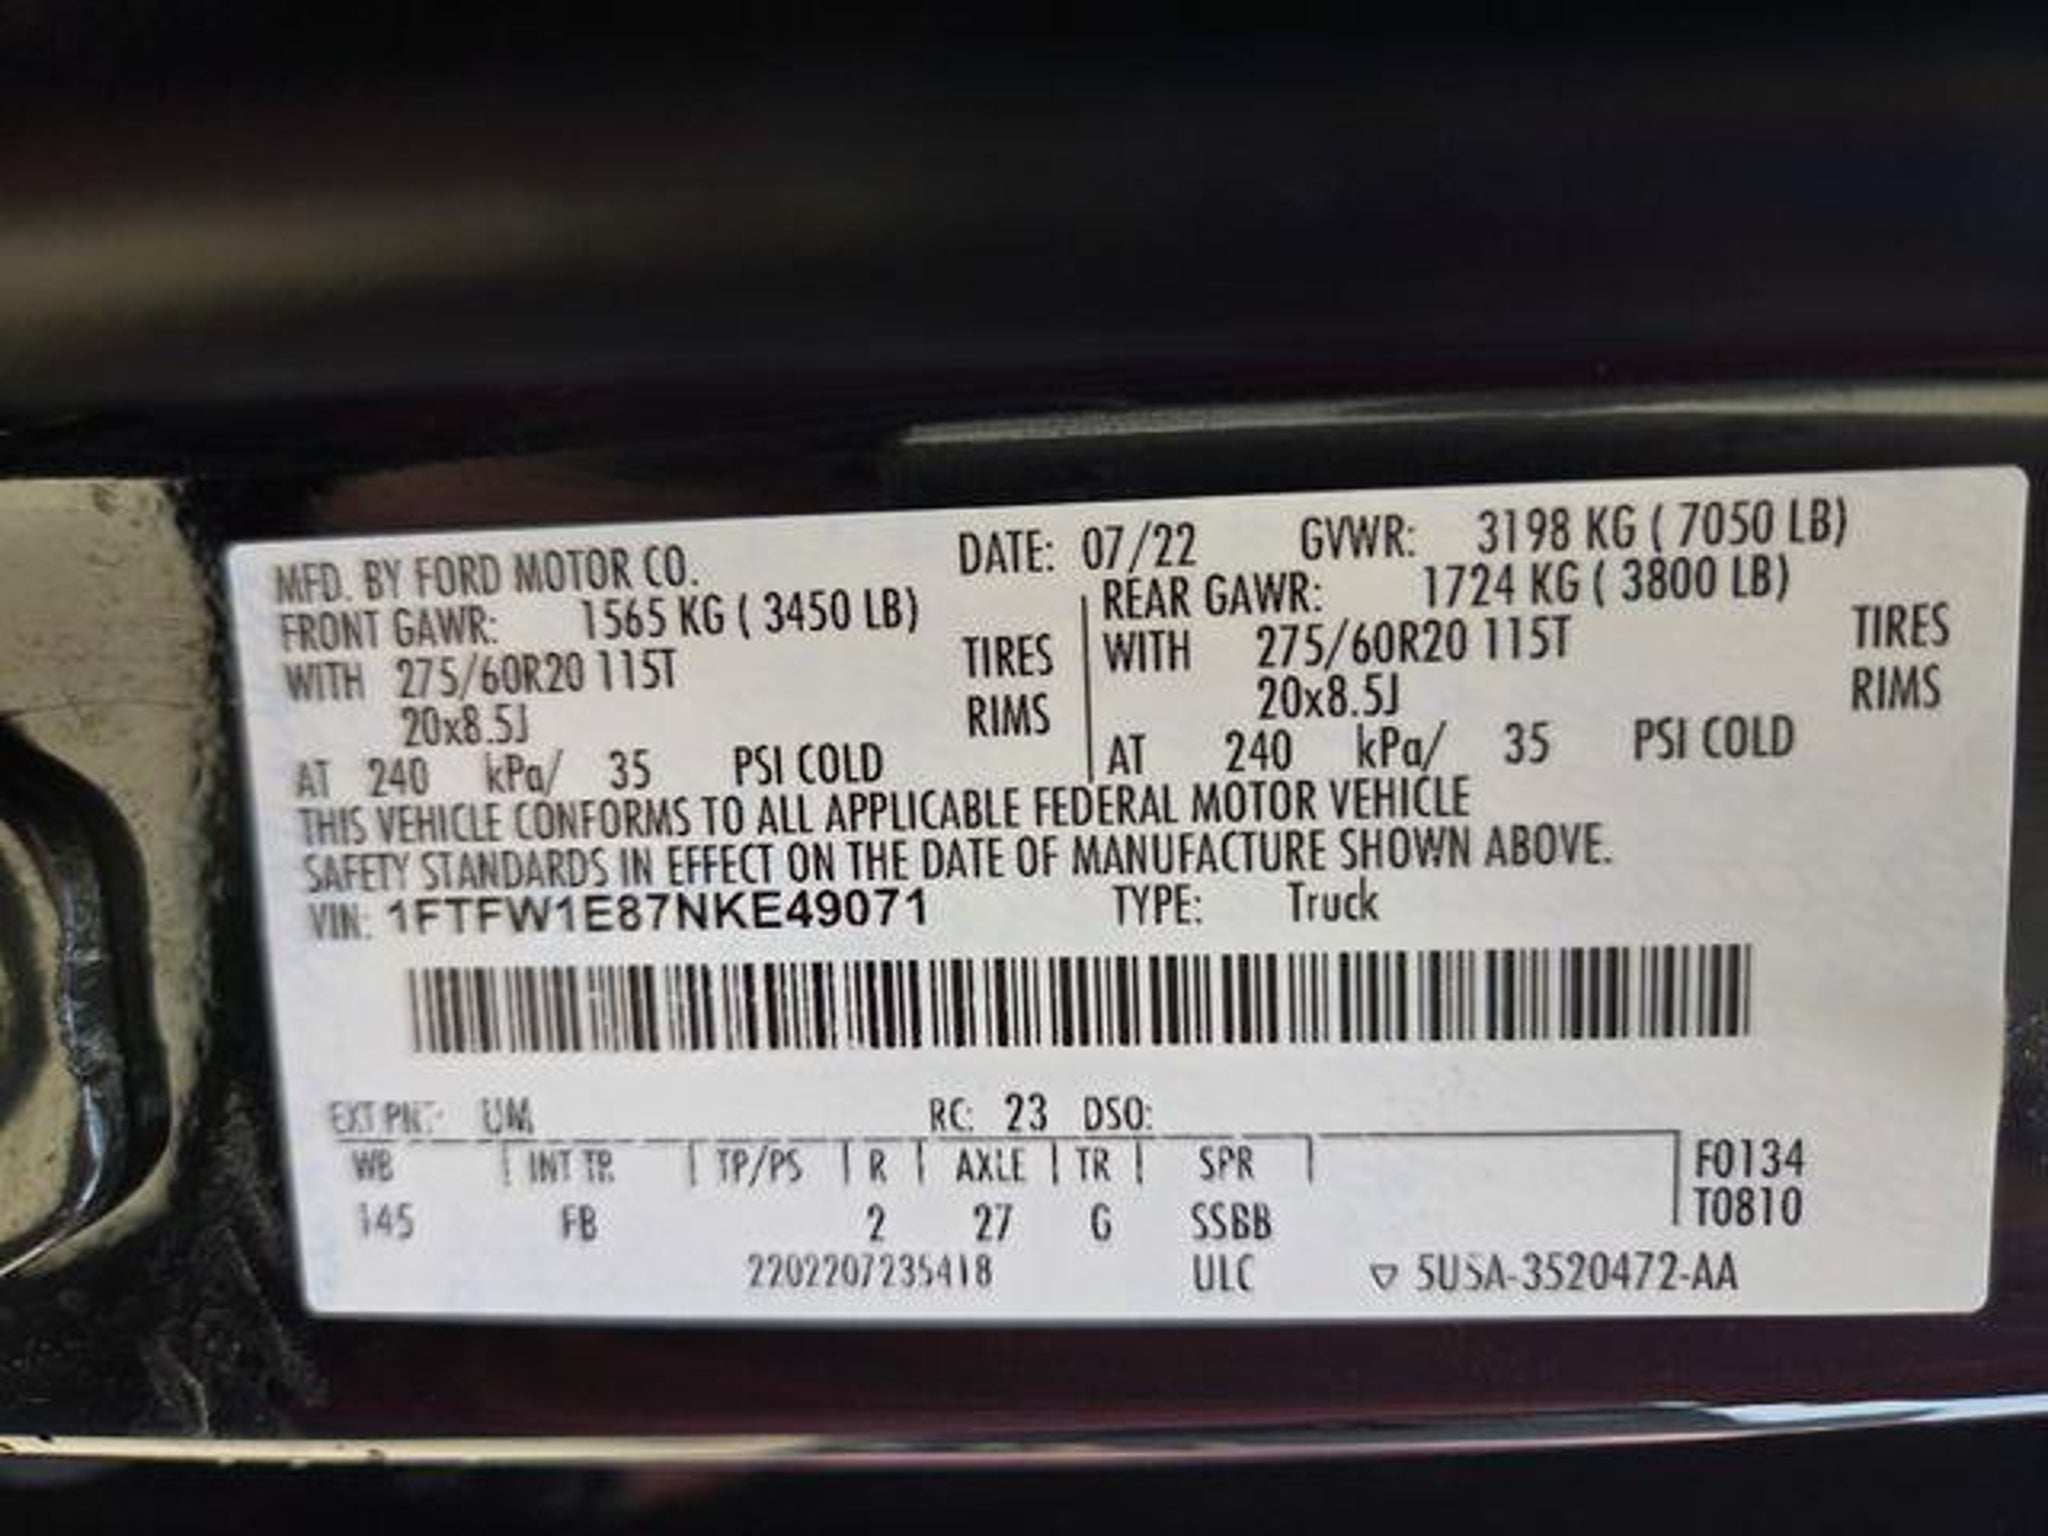 MFD. BY FORD MOTOR CO. DATE: 07/22 GVWR: 3198 KG ( 7050 LB)
FRONT GAWR: 1565 KG ( 3450 LB) REAR GAWR: 1724 KG ( 3800 LB)
WITH 275/60R20 115T TIRES WITH 275/60R20 115T TIRES
20x8.5J RIMS 20x8.5J RIMS
AT 240 kPa/ 35 PSI COLD AT 240 kPa/ 35 PSI COLD
THIS VEHICLE CONFORMS TO ALL APPLICABLE FEDERAL MOTOR VEHICLE
SAFETY STANDARDS IN EFFECT ON THE DATE OF MANUFACTURE SHOWN ABOVE.
VIN: 1FTFW1E87NKE49071 TYPE: Truck
EXT PNT: UM RC: 23 DSO:
WB INT TR TP/PS R AXLE TR SPR F0134
145 FB 2 27 G SSBB T0810
2202207235418 ULC ▽ 5U5A-3520472-AA